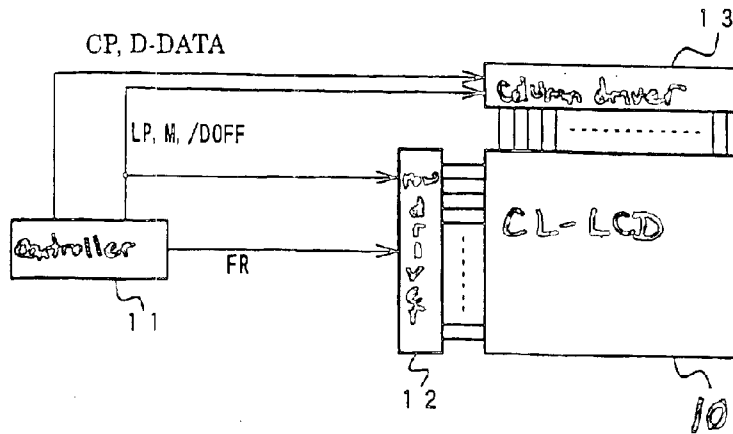 13
CP, D-DATA
column driver
LP, M, /DOFF
CL-LCD
controller
FR
11
12
10